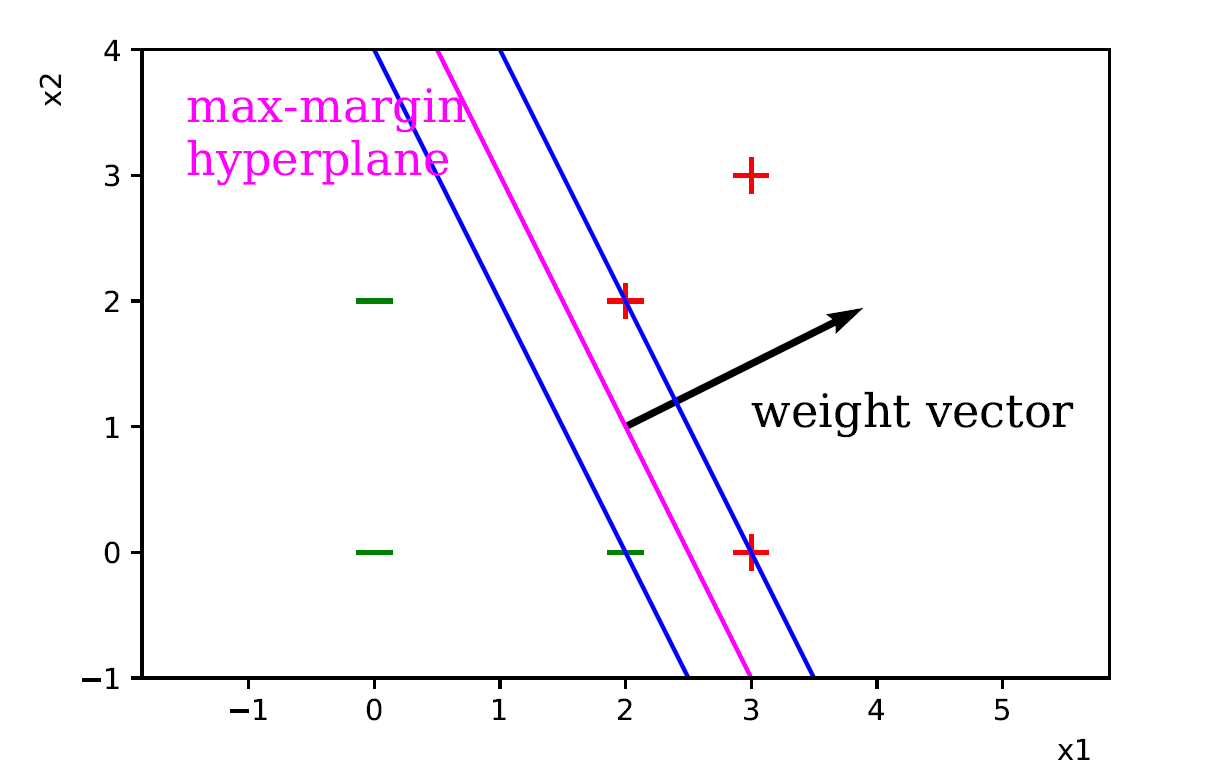 x2
4
max-margin
hyperplane
3
2
weight vector
1
0
−1
−1 0 1 2 3 4 5
x1